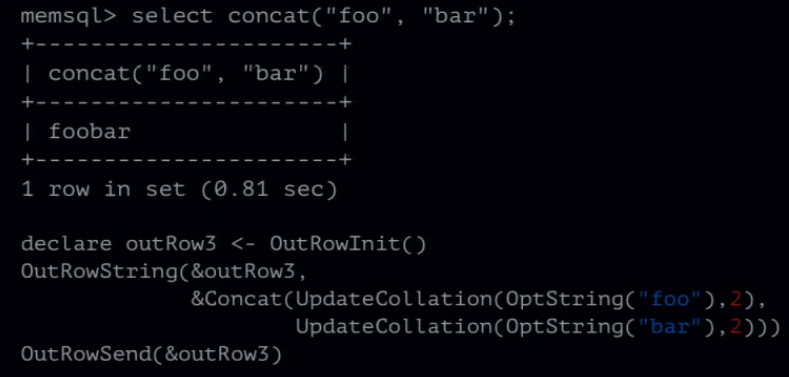 memsql> select concat("foo", "bar");
+-----------------------+
| concat("foo", "bar") |
+-----------------------+
| foobar                |
+-----------------------+
1 row in set (0.81 sec)

declare outRow3 <- OutRowInit()
OutRowString(&outRow3,
             &Concat(UpdateCollation(OptString("foo"),2),
                     UpdateCollation(OptString("bar"),2)))
OutRowSend(&outRow3)